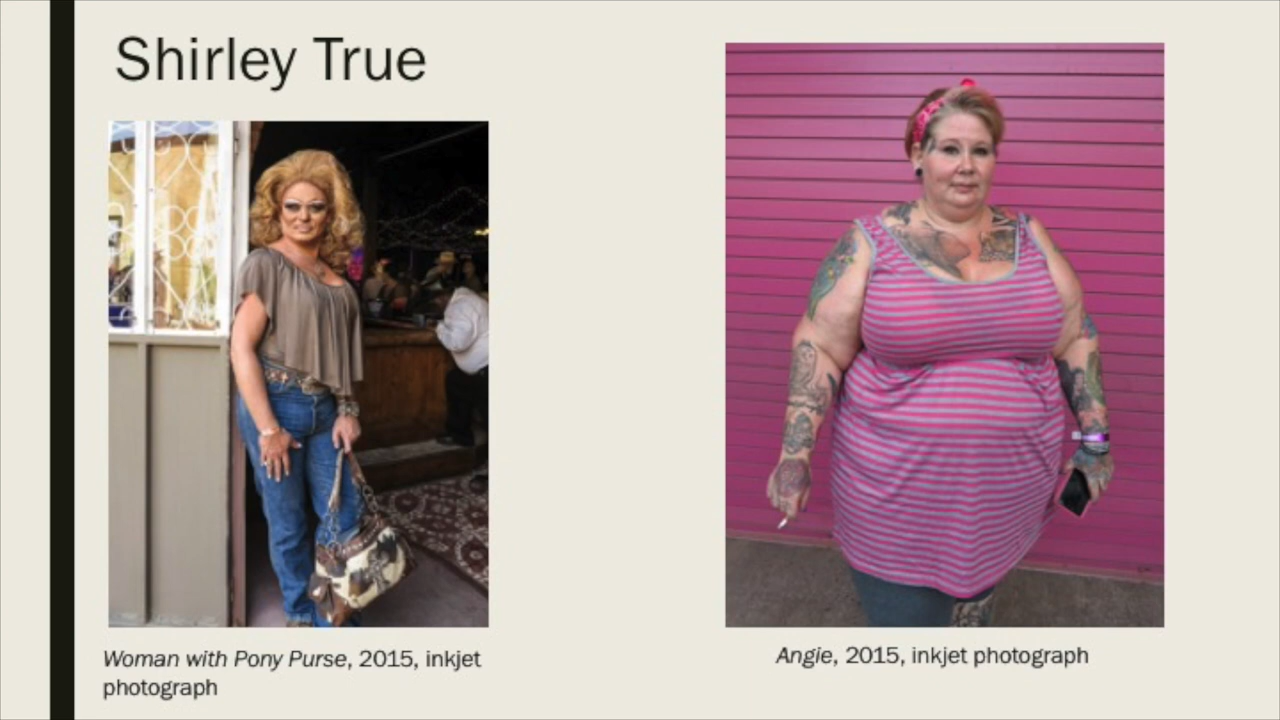 Shirley True
Woman with Pony Purse, 2015, inkjet
photograph
Angie, 2015, inkjet photograph